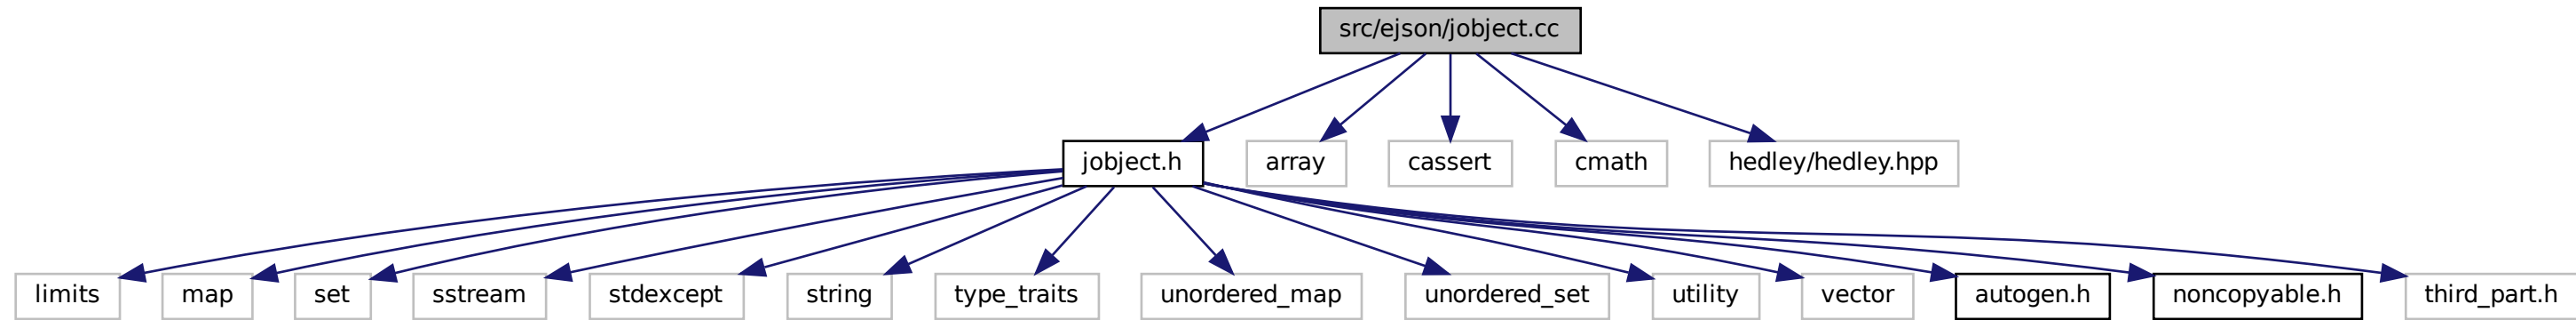 src/ejson/jobject.cc
jobject.h
array
cassert
cmath
hedley/hedley.hpp
limits
map
set
sstream
stdexcept
string
type_traits
unordered_map
unordered_set
utility
vector
autogen.h
noncopyable.h
third_part.h